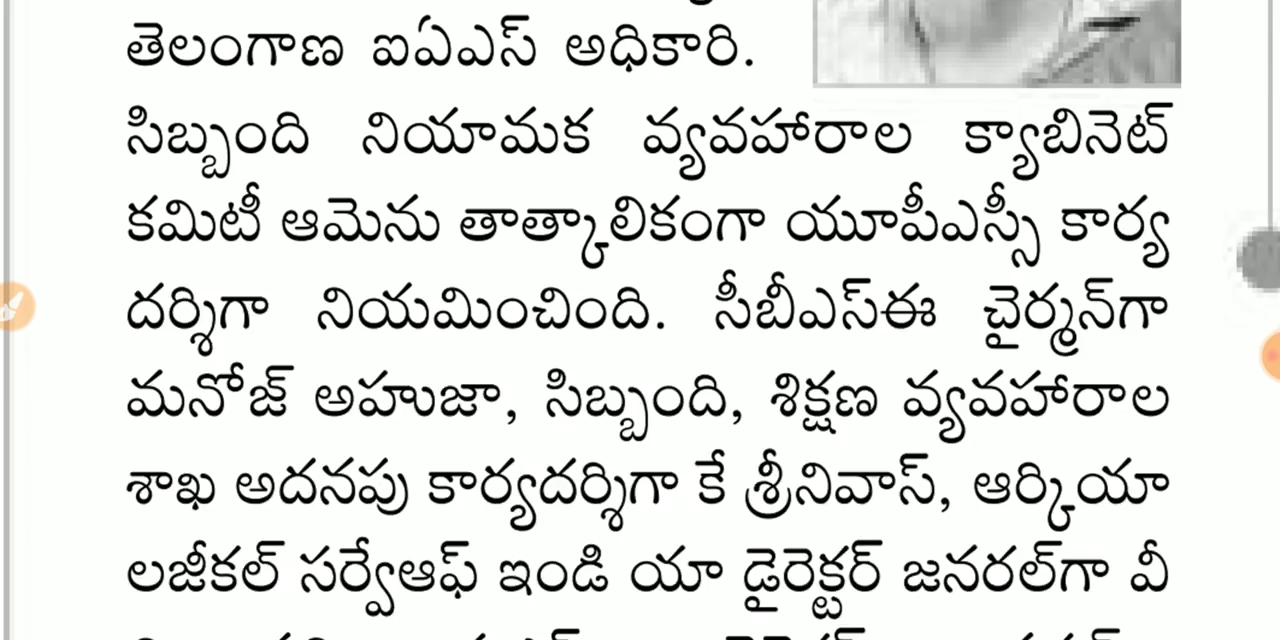 తెలంగాణ ఐఏఎస్ అధికారి.
సిబ్బంది నియామక వ్యవహారాల క్యాబినెట్
కమిటీ ఆమెను తాత్కాలికంగా యూపీఎస్సీ కార్య
దర్శిగా నియమించింది. సీబీఎస్ఈ చైర్మన్‌గా
మనోజ్ అహుజా, సిబ్బంది, శిక్షణ వ్యవహారాల
శాఖ అదనపు కార్యదర్శిగా కే శ్రీనివాస్, ఆర్కియా
లజీకల్ సర్వేఆఫ్ ఇండి యా డైరెక్టర్ జనరల్‌గా వీ